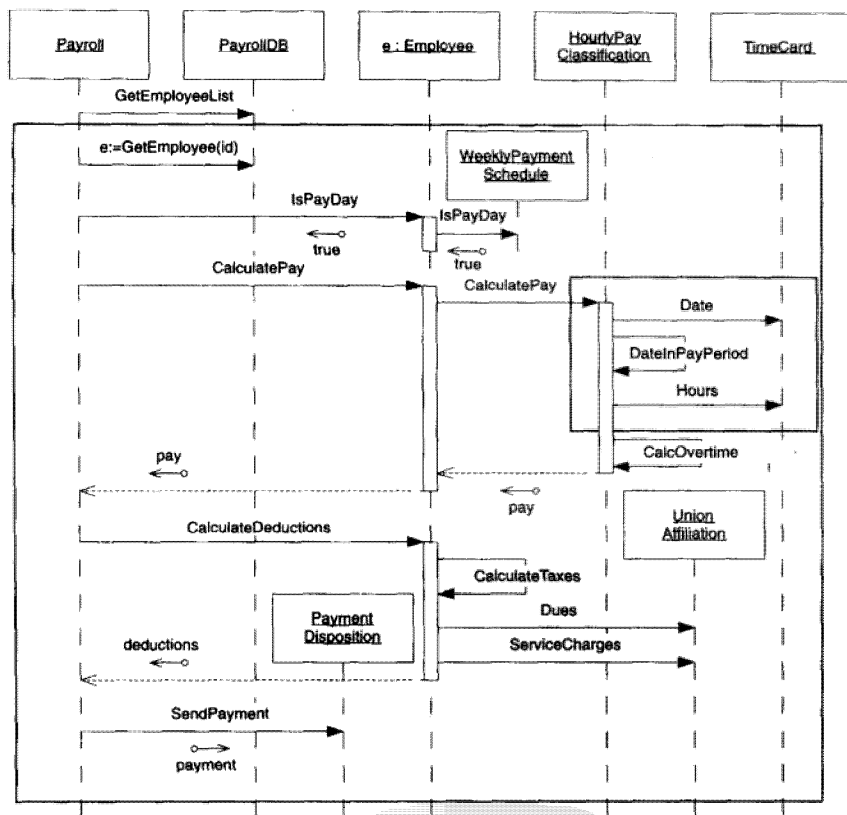 Payroll
PayrollDB
e : Employee
HourlyPay
Classification
TimeCard
GetEmployeeList
e:=GetEmployee(id)
WeeklyPayment
Schedule
IsPayDay
IsPayDay
true
true
CalculatePay
CalculatePay
Date
DateInPayPeriod
Hours
CalcOvertime
pay
pay
Union
Affiliation
CalculateDeductions
CalculateTaxes
Payment
Disposition
Dues
deductions
ServiceCharges
SendPayment
payment